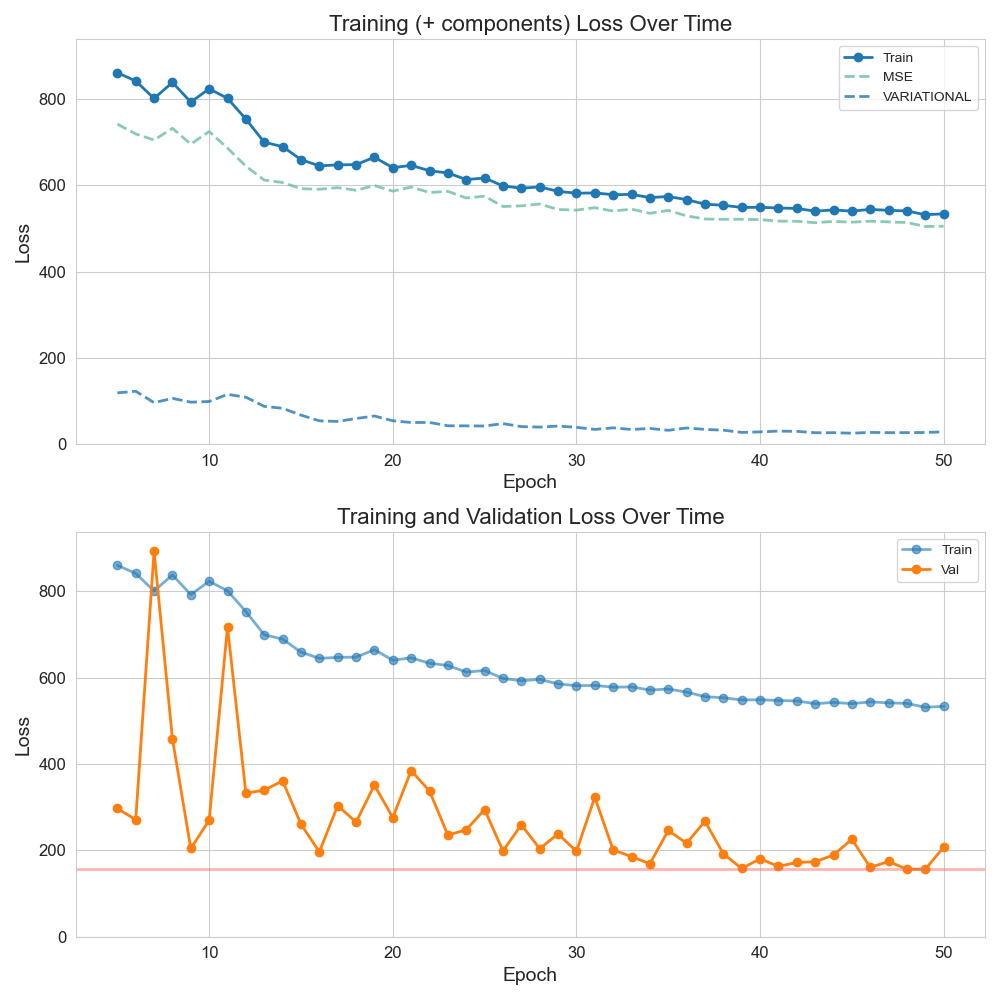 Training (+ components) Loss Over Time
Train
MSE
VARIATIONAL
Loss
800
600
400
200
0
10 20 30 40 50
Epoch
Training and Validation Loss Over Time
Train
Val
Loss
800
600
400
200
0
10 20 30 40 50
Epoch